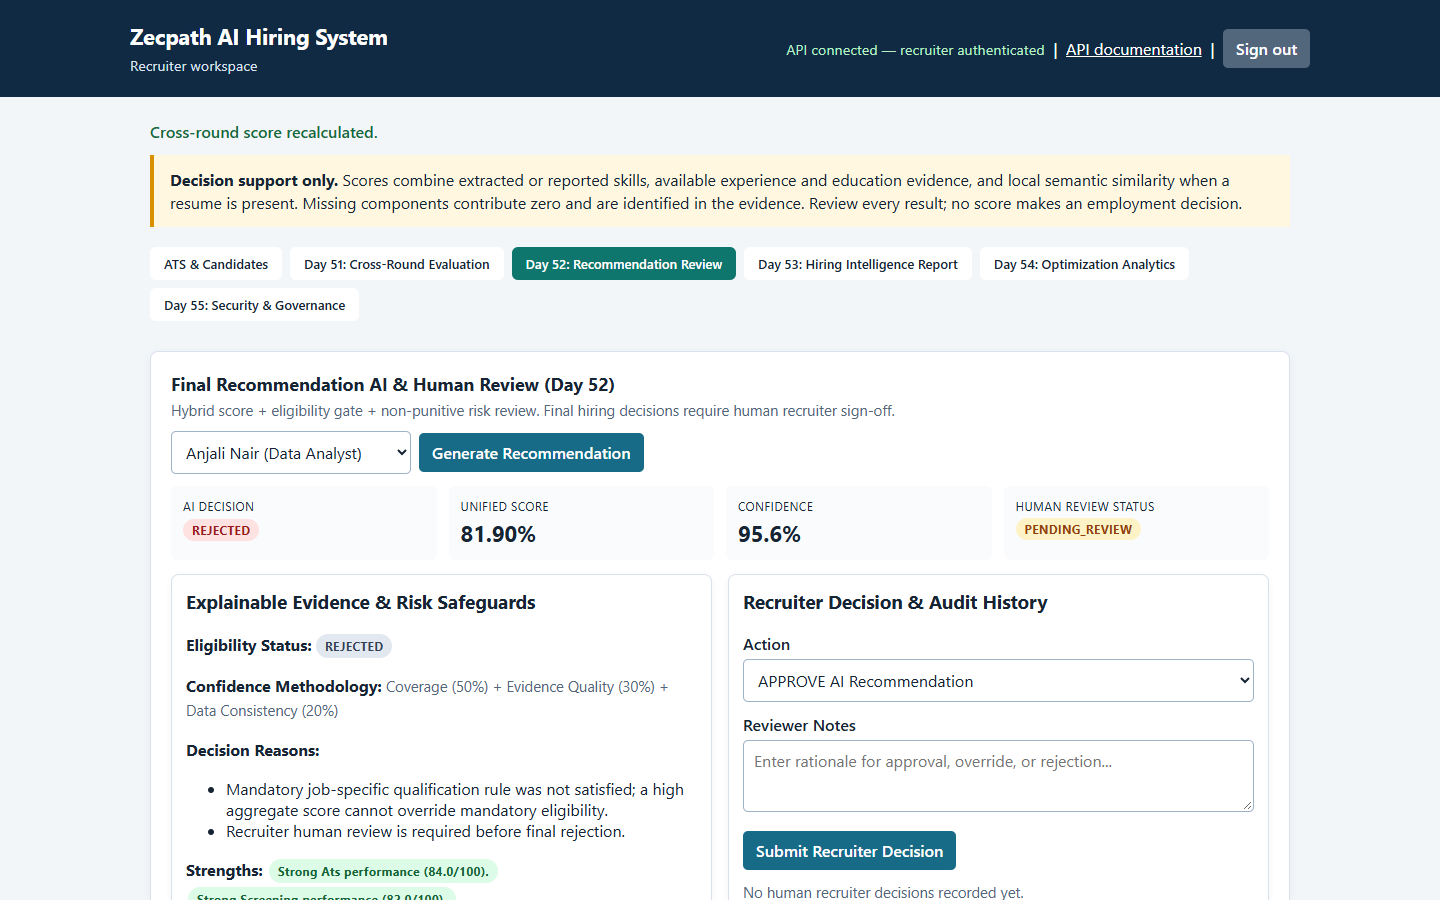 Zecpath AI Hiring System
Recruiter workspace
API connected — recruiter authenticated | API documentation | Sign out
Cross-round score recalculated.
Decision support only. Scores combine extracted or reported skills, available experience and education evidence, and local semantic similarity when a
resume is present. Missing components contribute zero and are identified in the evidence. Review every result; no score makes an employment decision.
ATS & Candidates
Day 51: Cross-Round Evaluation
Day 52: Recommendation Review
Day 53: Hiring Intelligence Report
Day 54: Optimization Analytics
Day 55: Security & Governance
Final Recommendation AI & Human Review (Day 52)
Hybrid score + eligibility gate + non-punitive risk review. Final hiring decisions require human recruiter sign-off.
Anjali Nair (Data Analyst)
Generate Recommendation
AI DECISION
REJECTED
UNIFIED SCORE
81.90%
CONFIDENCE
95.6%
HUMAN REVIEW STATUS
PENDING_REVIEW
Explainable Evidence & Risk Safeguards
Eligibility Status: REJECTED
Confidence Methodology: Coverage (50%) + Evidence Quality (30%) +
Data Consistency (20%)
Decision Reasons:
• Mandatory job-specific qualification rule was not satisfied; a high
aggregate score cannot override mandatory eligibility.
• Recruiter human review is required before final rejection.
Strengths: Strong Ats performance (84.0/100).
Strong Screening performance (82.0/100).
Recruiter Decision & Audit History
Action
APPROVE AI Recommendation
Reviewer Notes
Enter rationale for approval, override, or rejection...
Submit Recruiter Decision
No human recruiter decisions recorded yet.